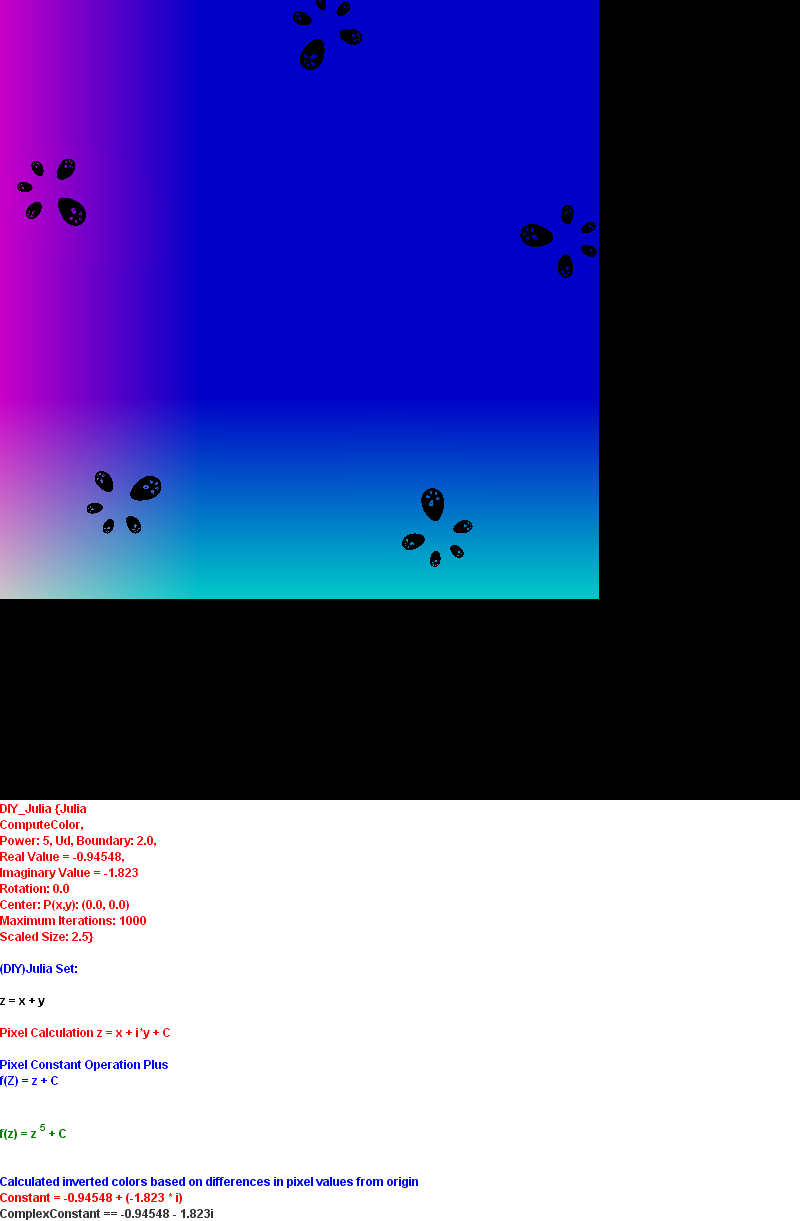 DIY_Julia {Julia
ComputeColor,
Power: 5, Ud, Boundary: 2.0,
Real Value = -0.94548,
Imaginary Value = -1.823
Rotation: 0.0
Center: P(x,y): (0.0, 0.0)
Maximum Iterations: 1000
Scaled Size: 2.5}
(DIY)Julia Set:
z = x + y
Pixel Calculation z = x + i*y + C
Pixel Constant Operation Plus
f(Z) = z + C
f(z) = z 5 + C
Calculated inverted colors based on differences in pixel values from origin
Constant = -0.94548 + (-1.823 * i)
ComplexConstant == -0.94548 - 1.823i